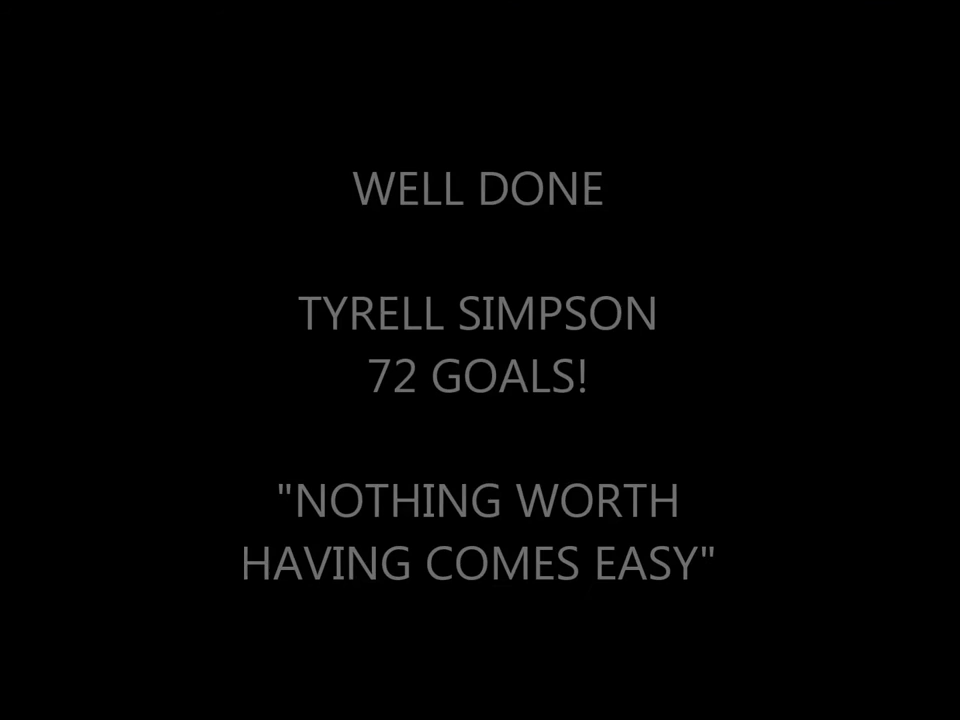 WELL DONE
TYRELL SIMPSON
72 GOALS!
"NOTHING WORTH
HAVING COMES EASY"